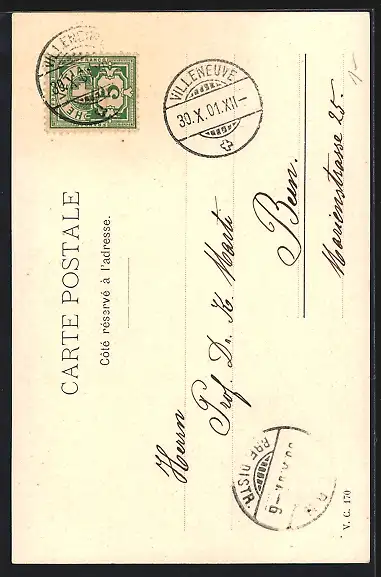 CARTE POSTALE
Côté réservé à l'adresse.
VILLENEUVE
5
VILLENEUVE
30.X.01.XII-
Herrn
Prof. Dr. K. Marti
Bern.
Marienstrasse 25.
V. C. 170
1-